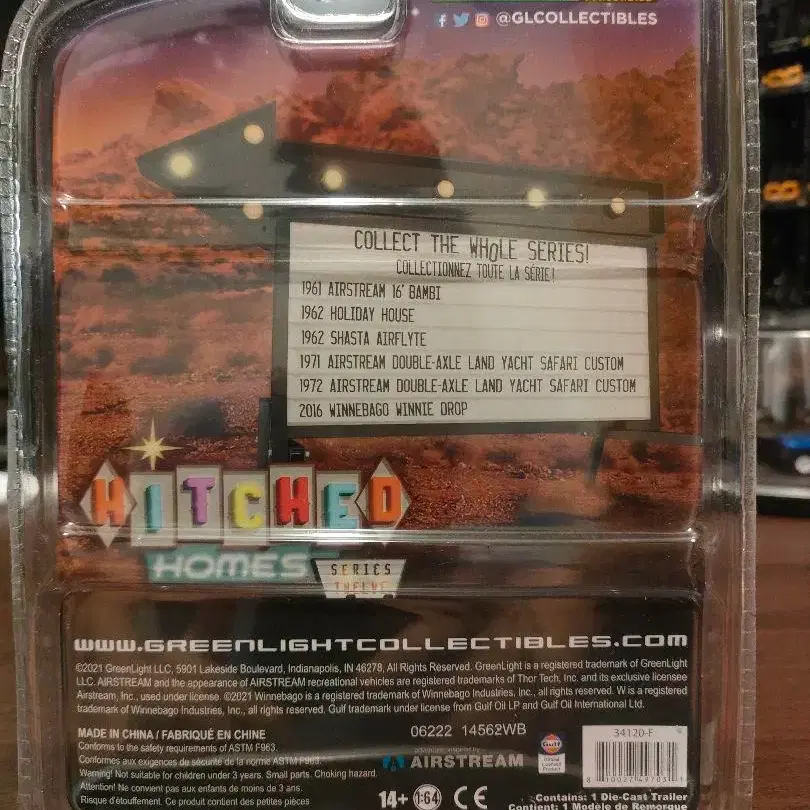 @GLCOLLECTIBLES
COLLECT THE WHOLE SERIES!
COLLECTIONNEZ TOUTE LA SÉRIE!
1961 AIRSTREAM 16' BAMBI
1962 HOLIDAY HOUSE
1962 SHASTA AIRFLYTE
1971 AIRSTREAM DOUBLE-AXLE LAND YACHT SAFARI CUSTOM
1972 AIRSTREAM DOUBLE-AXLE LAND YACHT SAFARI CUSTOM
2016 WINNEBAGO WINNIE DROP
HITCHED
HOMES
SERIES
TWELVE
WWW.GREENLIGHTCOLLECTIBLES.COM
©2021 GreenLight LLC, 5901 Lakeside Boulevard, Indianapolis, IN 46278, All Rights Reserved. GreenLight is a registered trademark of GreenLight
LLC. AIRSTREAM and the appearance of AIRSTREAM recreational vehicles are registered trademarks of Thor Tech, Inc. and its exclusive licensee
Airstream, Inc., used under license. ©2021 Winnebago is a registered trademark of Winnebago Industries, Inc., all rights reserved. W is a registered
trademark of Winnebago Industries, Inc., all rights reserved. Gulf trademark under license from Gulf Oil LP and Gulf Oil International Ltd.
MADE IN CHINA / FABRIQUÉ EN CHINE
Conforms to the safety requirements of ASTM F963.
Conformes aux exigences de sécurité de la norme ASTM F963.
Warning! Not suitable for children under 3 years. Small parts. Choking hazard.
Attention! Ne convient pas aux enfants de moins de 3 ans.
Risque d'étouffement. Ce produit contient des petites pièces
06222 14562WB
adventures inspired by
AIRSTREAM
Gulf
Official
Licensed
Product
34120-F
14+ 1:64 CE
Contains: 1 Die-Cast Trailer
Contient: 1 Modèle de Remorque